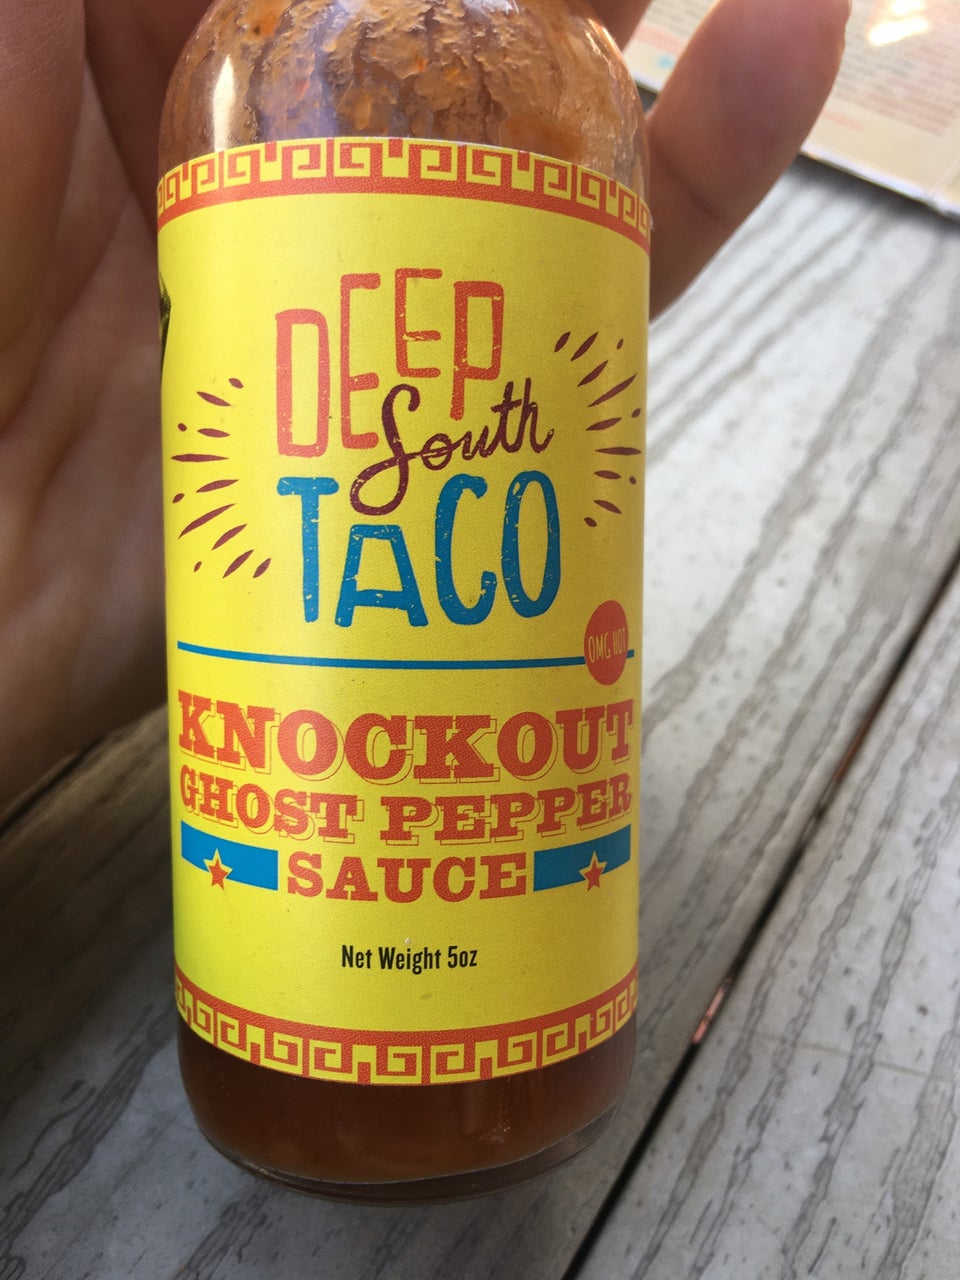 DEEP
South
TACO
OMG HOT
KNOCKOUT
GHOST PEPPER
SAUCE
Net Weight 5oz